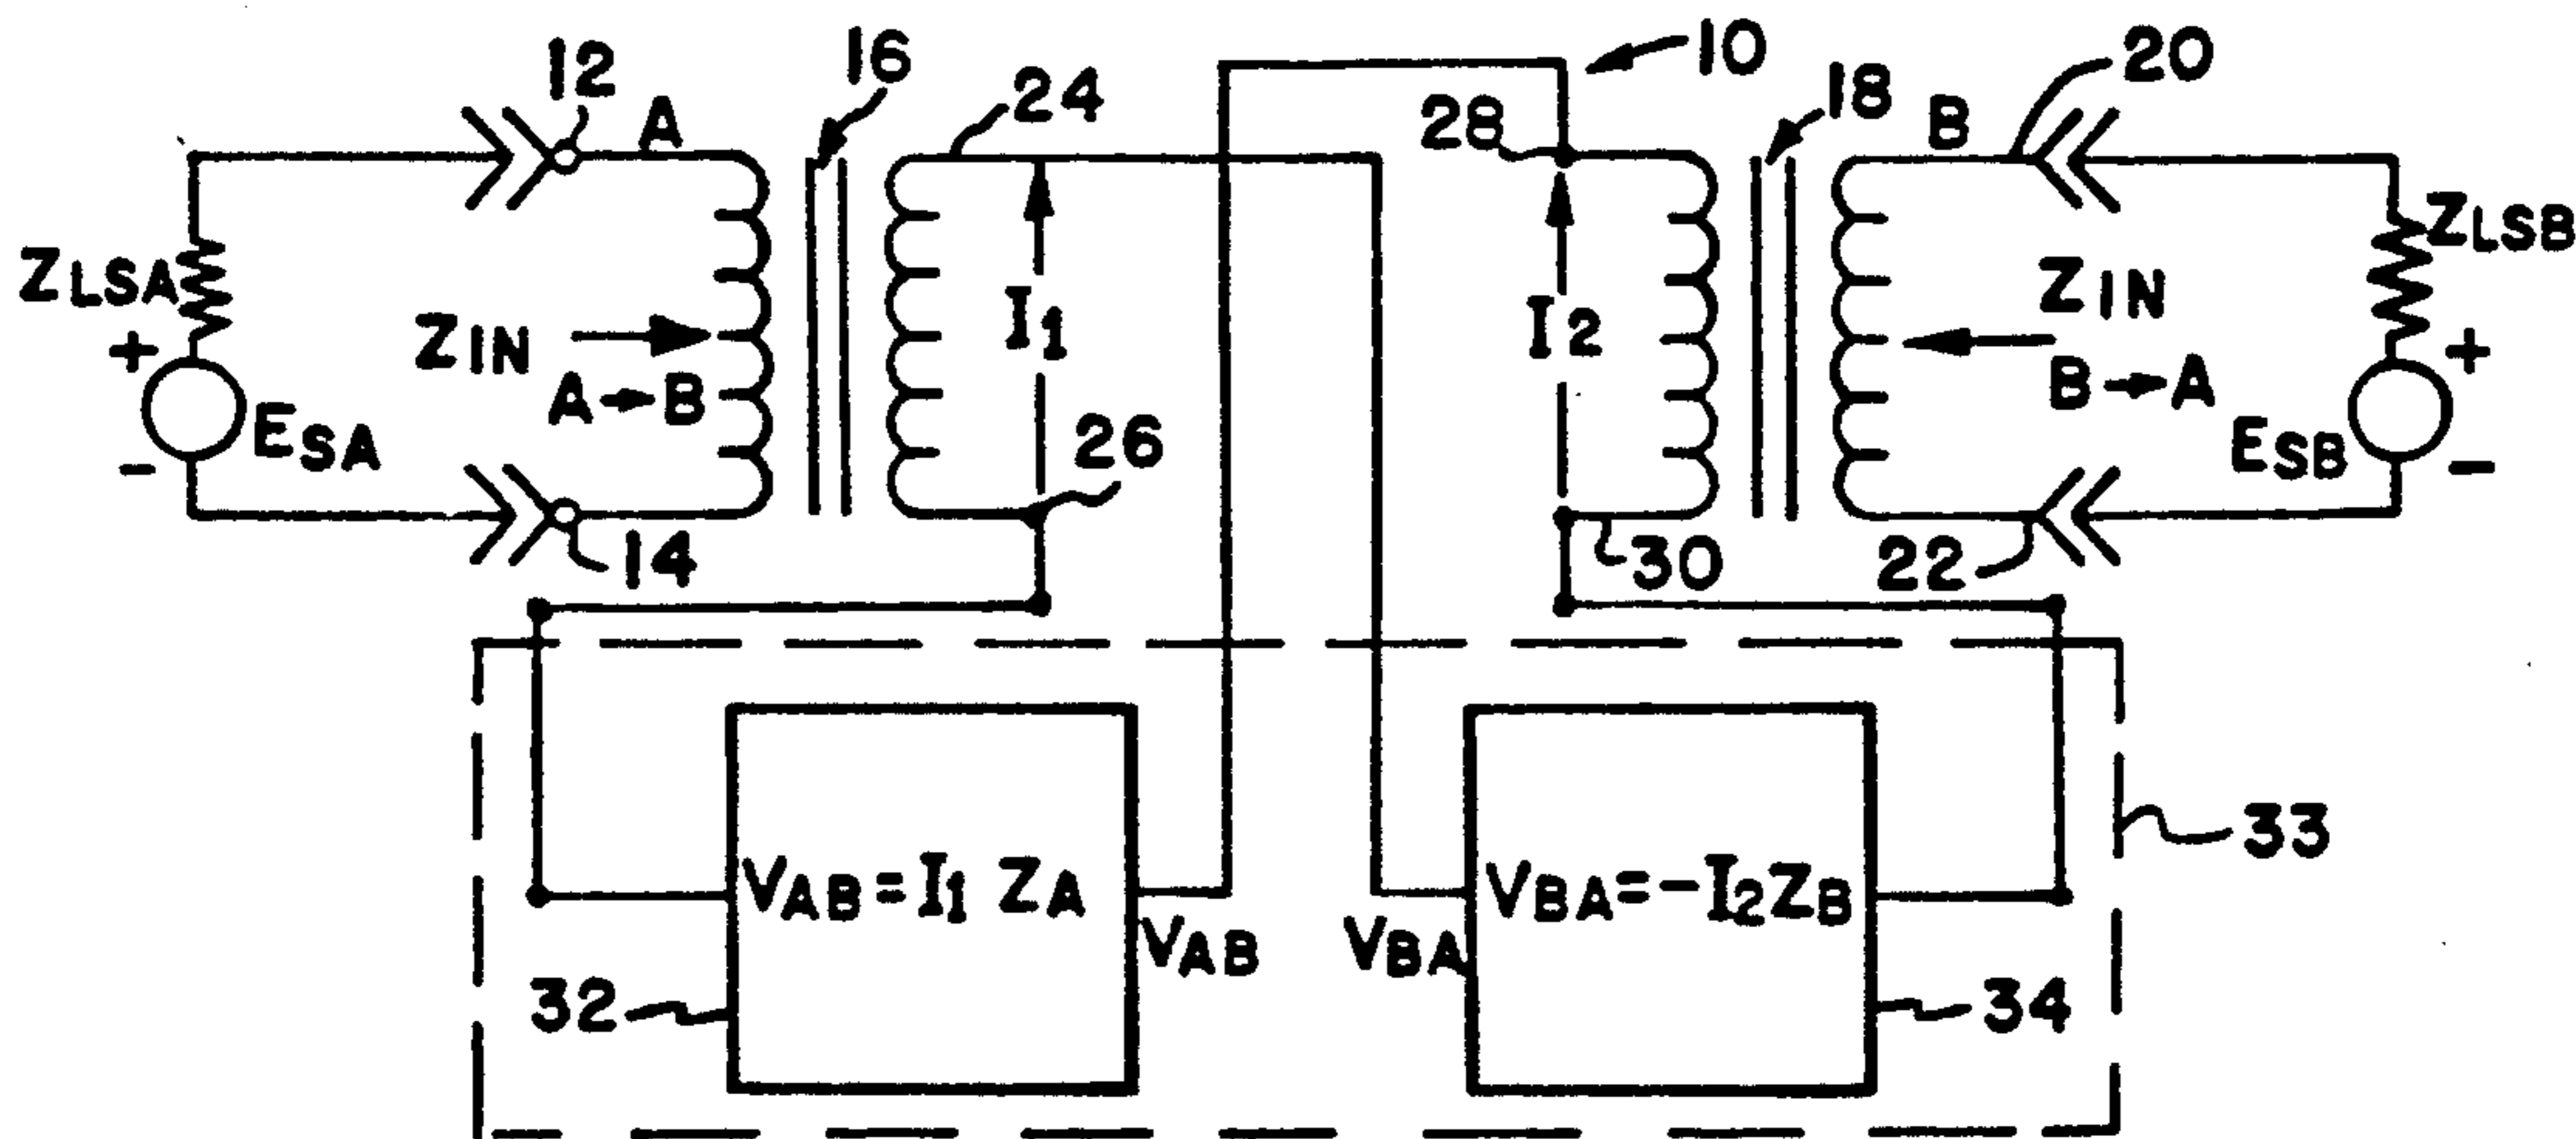 12
16
24
10
28
18
20
A
B
ZLSA
+
ESA
-
ZIN
A→B
I1
26
I2
ZIN
B→A
ZLSB
+
ESB
-
14
30
22
VAB=I1 ZA
VAB
VBA
VBA=-I2ZB
33
32
34